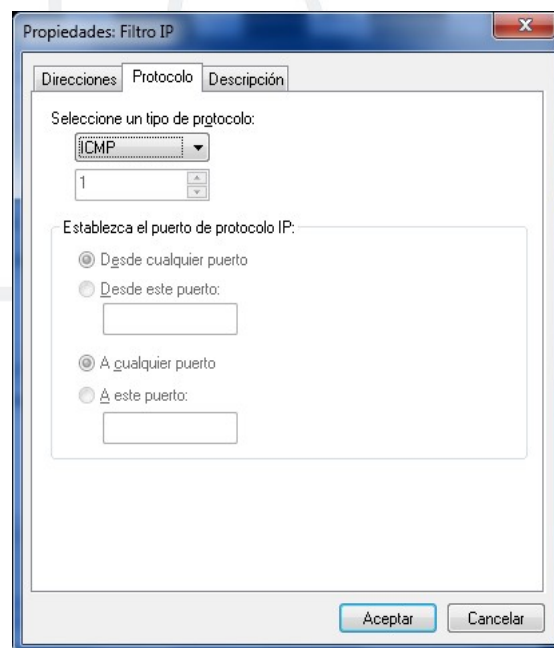 Propiedades: Filtro IP
Direcciones Protocolo Descripción
Seleccione un tipo de protocolo:
ICMP
1
Establezca el puerto de protocolo IP:
Desde cualquier puerto
Desde este puerto:
A cualquier puerto
A este puerto:
Aceptar Cancelar